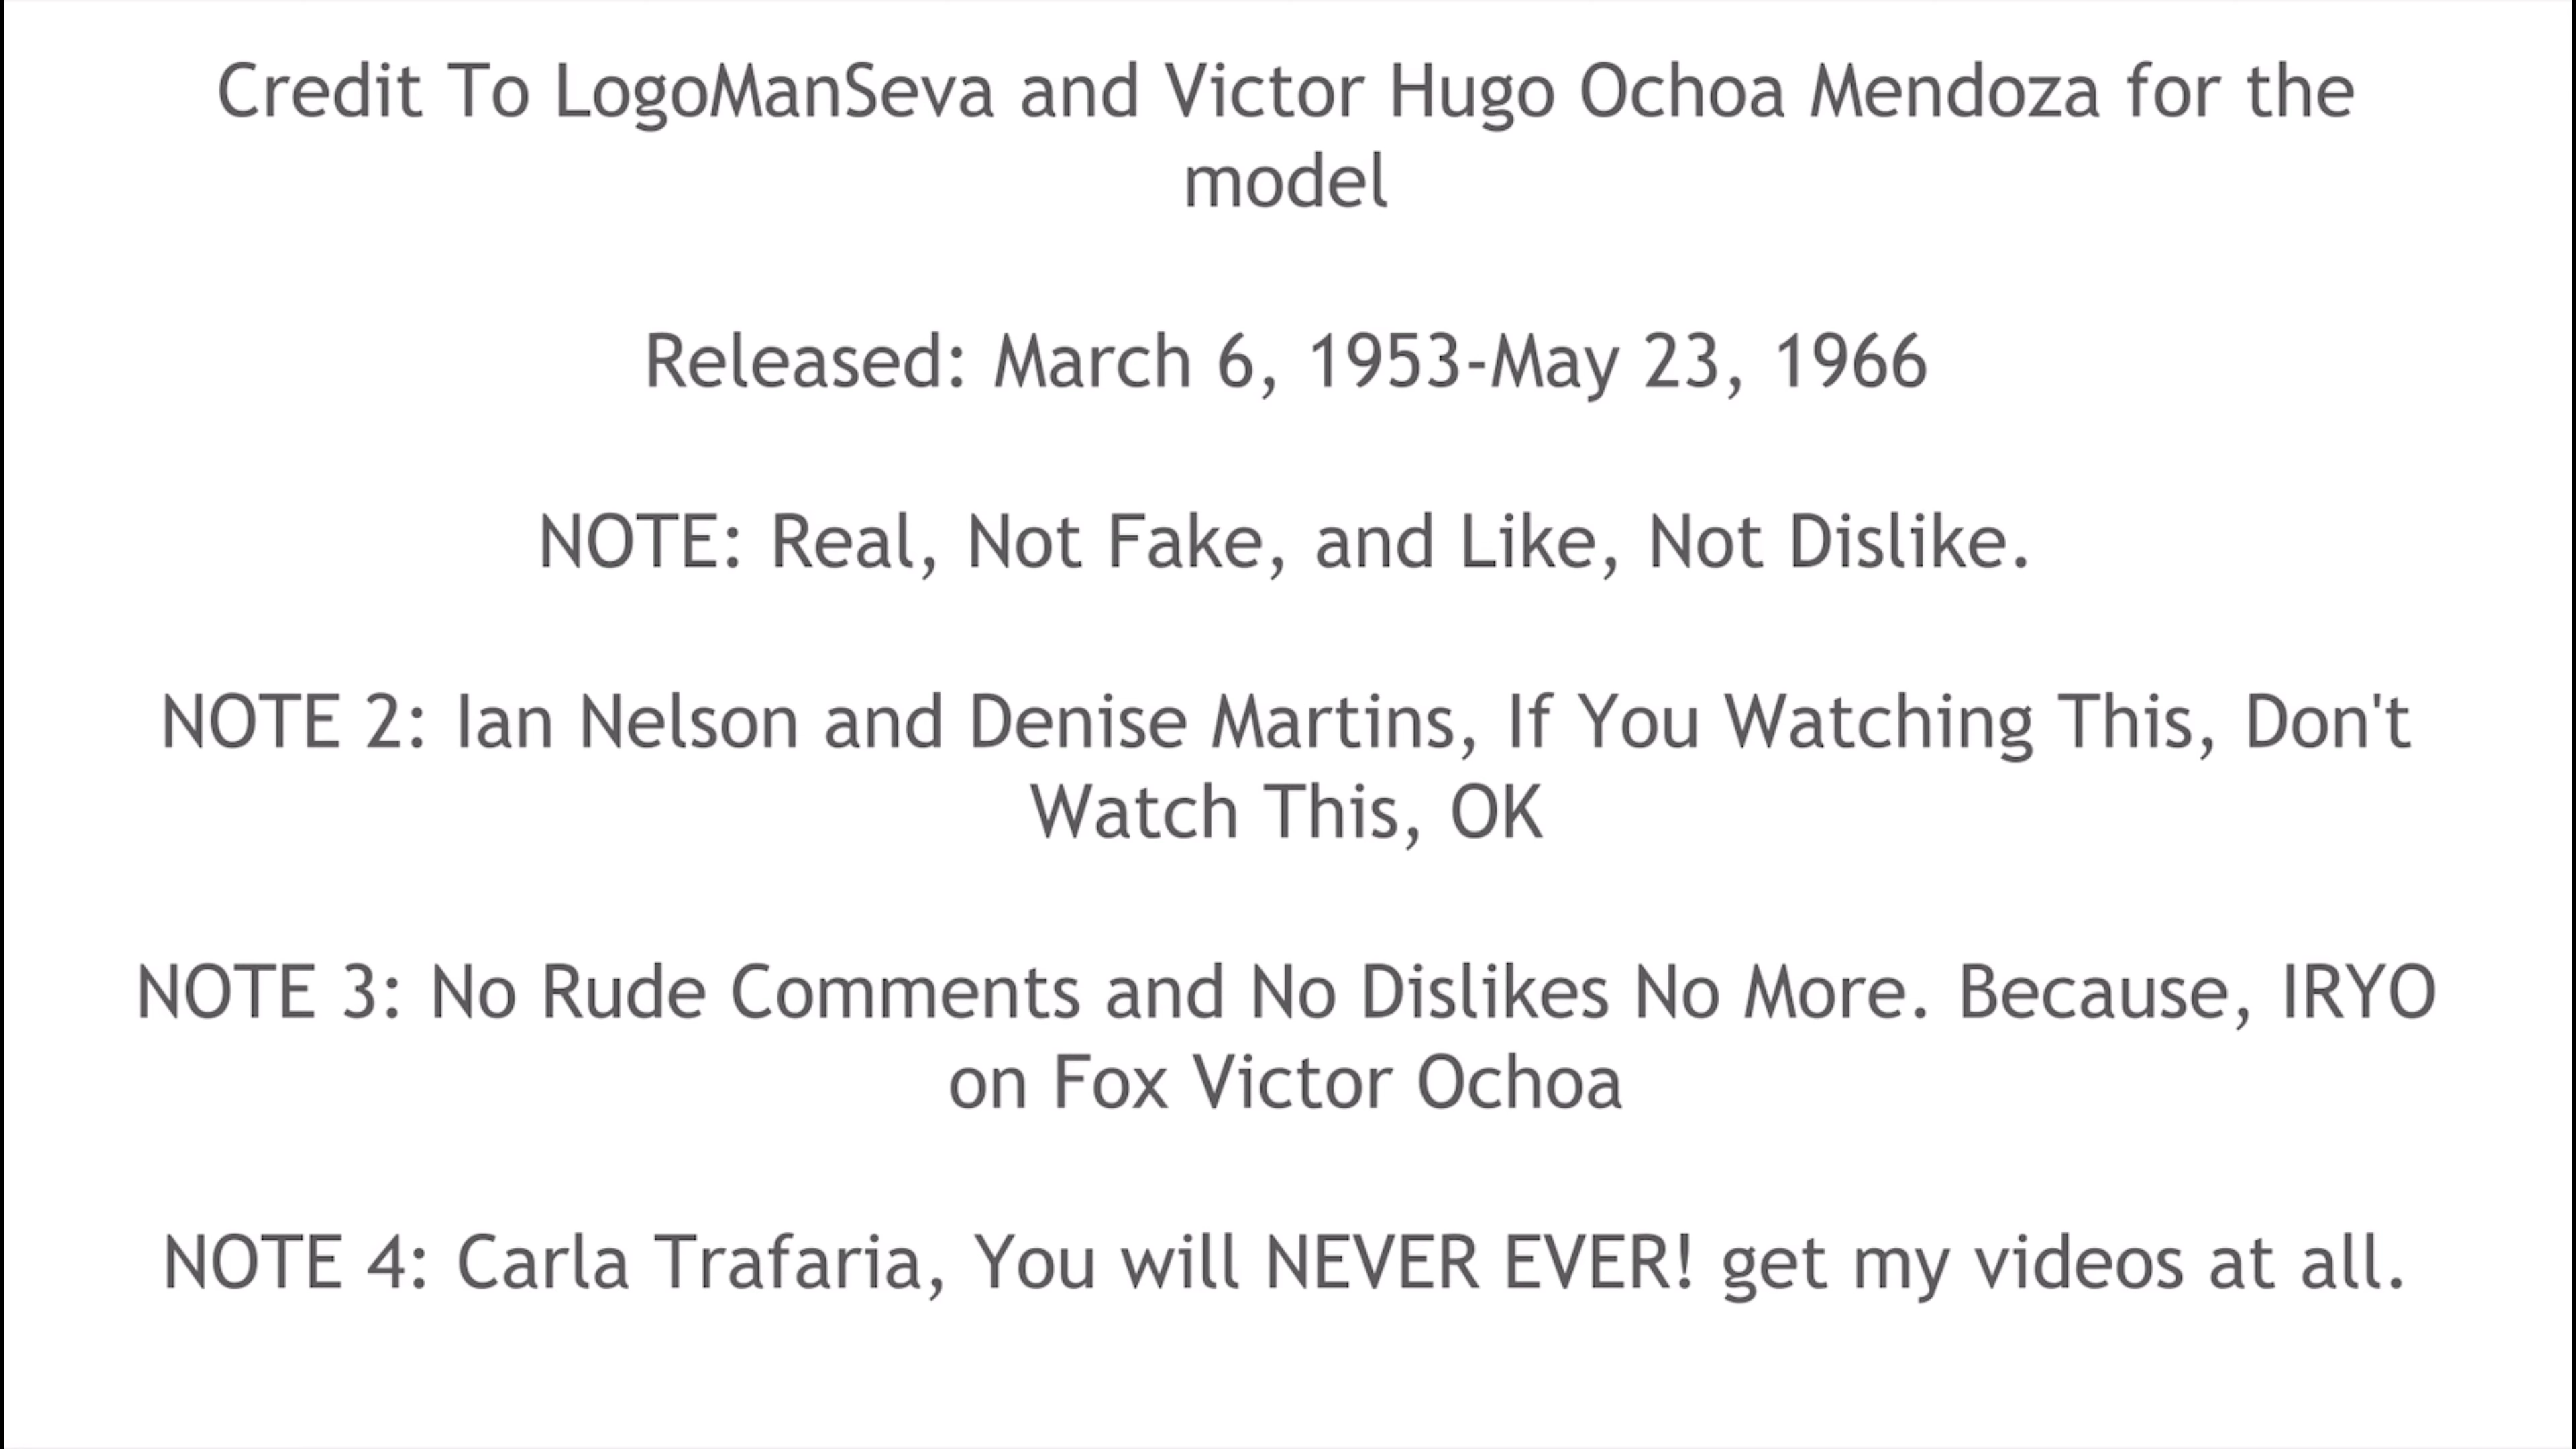 Credit To LogoManSeva and Victor Hugo Ochoa Mendoza for the
model
Released: March 6, 1953-May 23, 1966
NOTE: Real, Not Fake, and Like, Not Dislike.
NOTE 2: Ian Nelson and Denise Martins, If You Watching This, Don't
Watch This, OK
NOTE 3: No Rude Comments and No Dislikes No More. Because, IRYO
on Fox Victor Ochoa
NOTE 4: Carla Trafaria, You will NEVER EVER! get my videos at all.